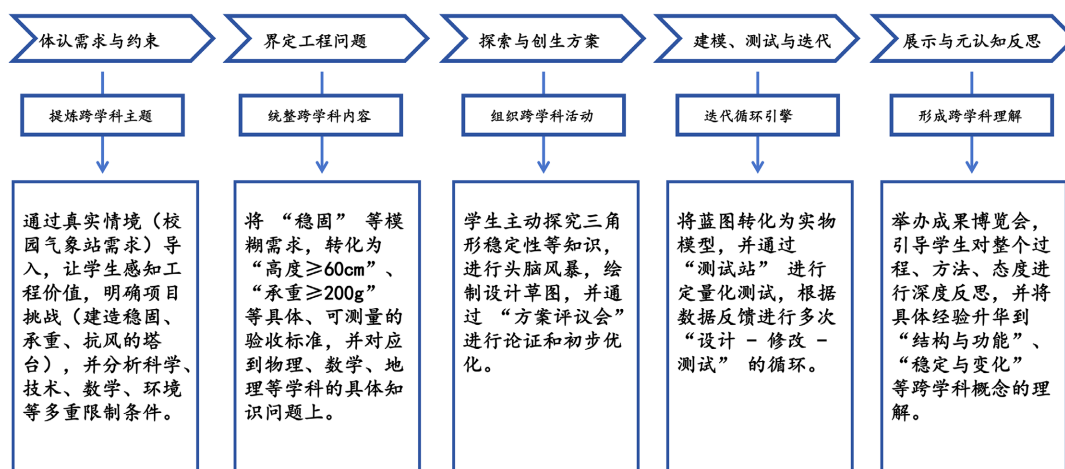 体认需求与约束
界定工程问题
探索与创生方案
建模、测试与迭代
展示与元认知反思
提炼跨学科主题
统整跨学科内容
组织跨学科活动
迭代循环引擎
形成跨学科理解
通过真实情境（校
园气象站需求）导
入，让学生感知工
程价值，明确项目
挑战（建造稳固、
承重、抗风的塔
台），并分析科学、
技术、数学、环境
等多重限制条件。
将 “稳固” 等模
糊需求，转化为
“高度≥60cm”、
“承重≥200g”
等具体、可测量的
验收标准，并对应
到物理、数学、地
理等学科的具体知
识问题上。
学生主动探究三角
形稳定性等知识，
进行头脑风暴，绘
制设计草图，并通
过 “方案评议会”
进行论证和初步优
化。
将蓝图转化为实物
模型，并通过
“测试站” 进行
定量化测试，根据
数据反馈进行多次
“设计 - 修改 -
测试” 的循环。
举办成果博览会，
引导学生对整个过
程、方法、态度进
行深度反思，并将
具体经验升华到
“结构与功能”、
“稳定与变化”
等跨学科概念的理
解。